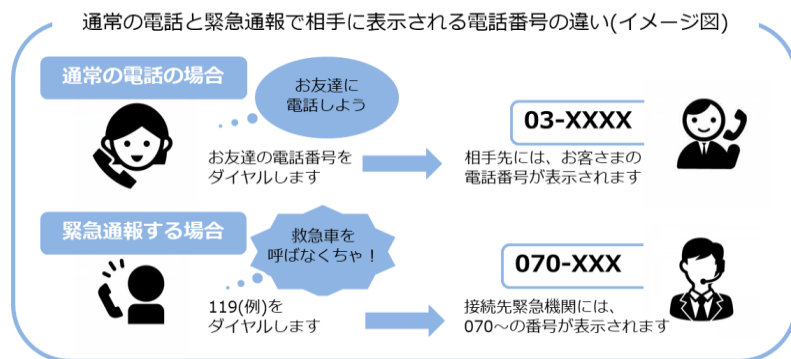 通常の電話と緊急通報で相手に表示される電話番号の違い(イメージ図)
通常の電話の場合
お友達に
電話しよう
お友達の電話番号を
ダイヤルします
03-XXXX
相手先には、お客さまの
電話番号が表示されます
緊急通報する場合
救急車を
呼ばなくちゃ！
119(例)を
ダイヤルします
070-XXX
接続先緊急機関には、
070～の番号が表示されます